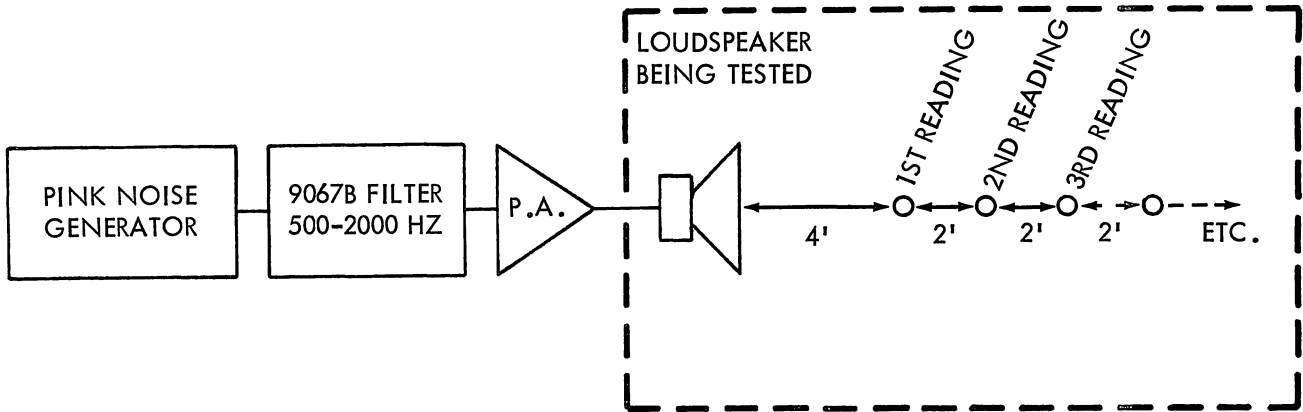 LOUDSPEAKER
BEING TESTED
1ST READING
2ND READING
3RD READING
PINK NOISE
GENERATOR
9067B FILTER
500-2000 HZ
P.A.
4'
2'
2'
2'
ETC.